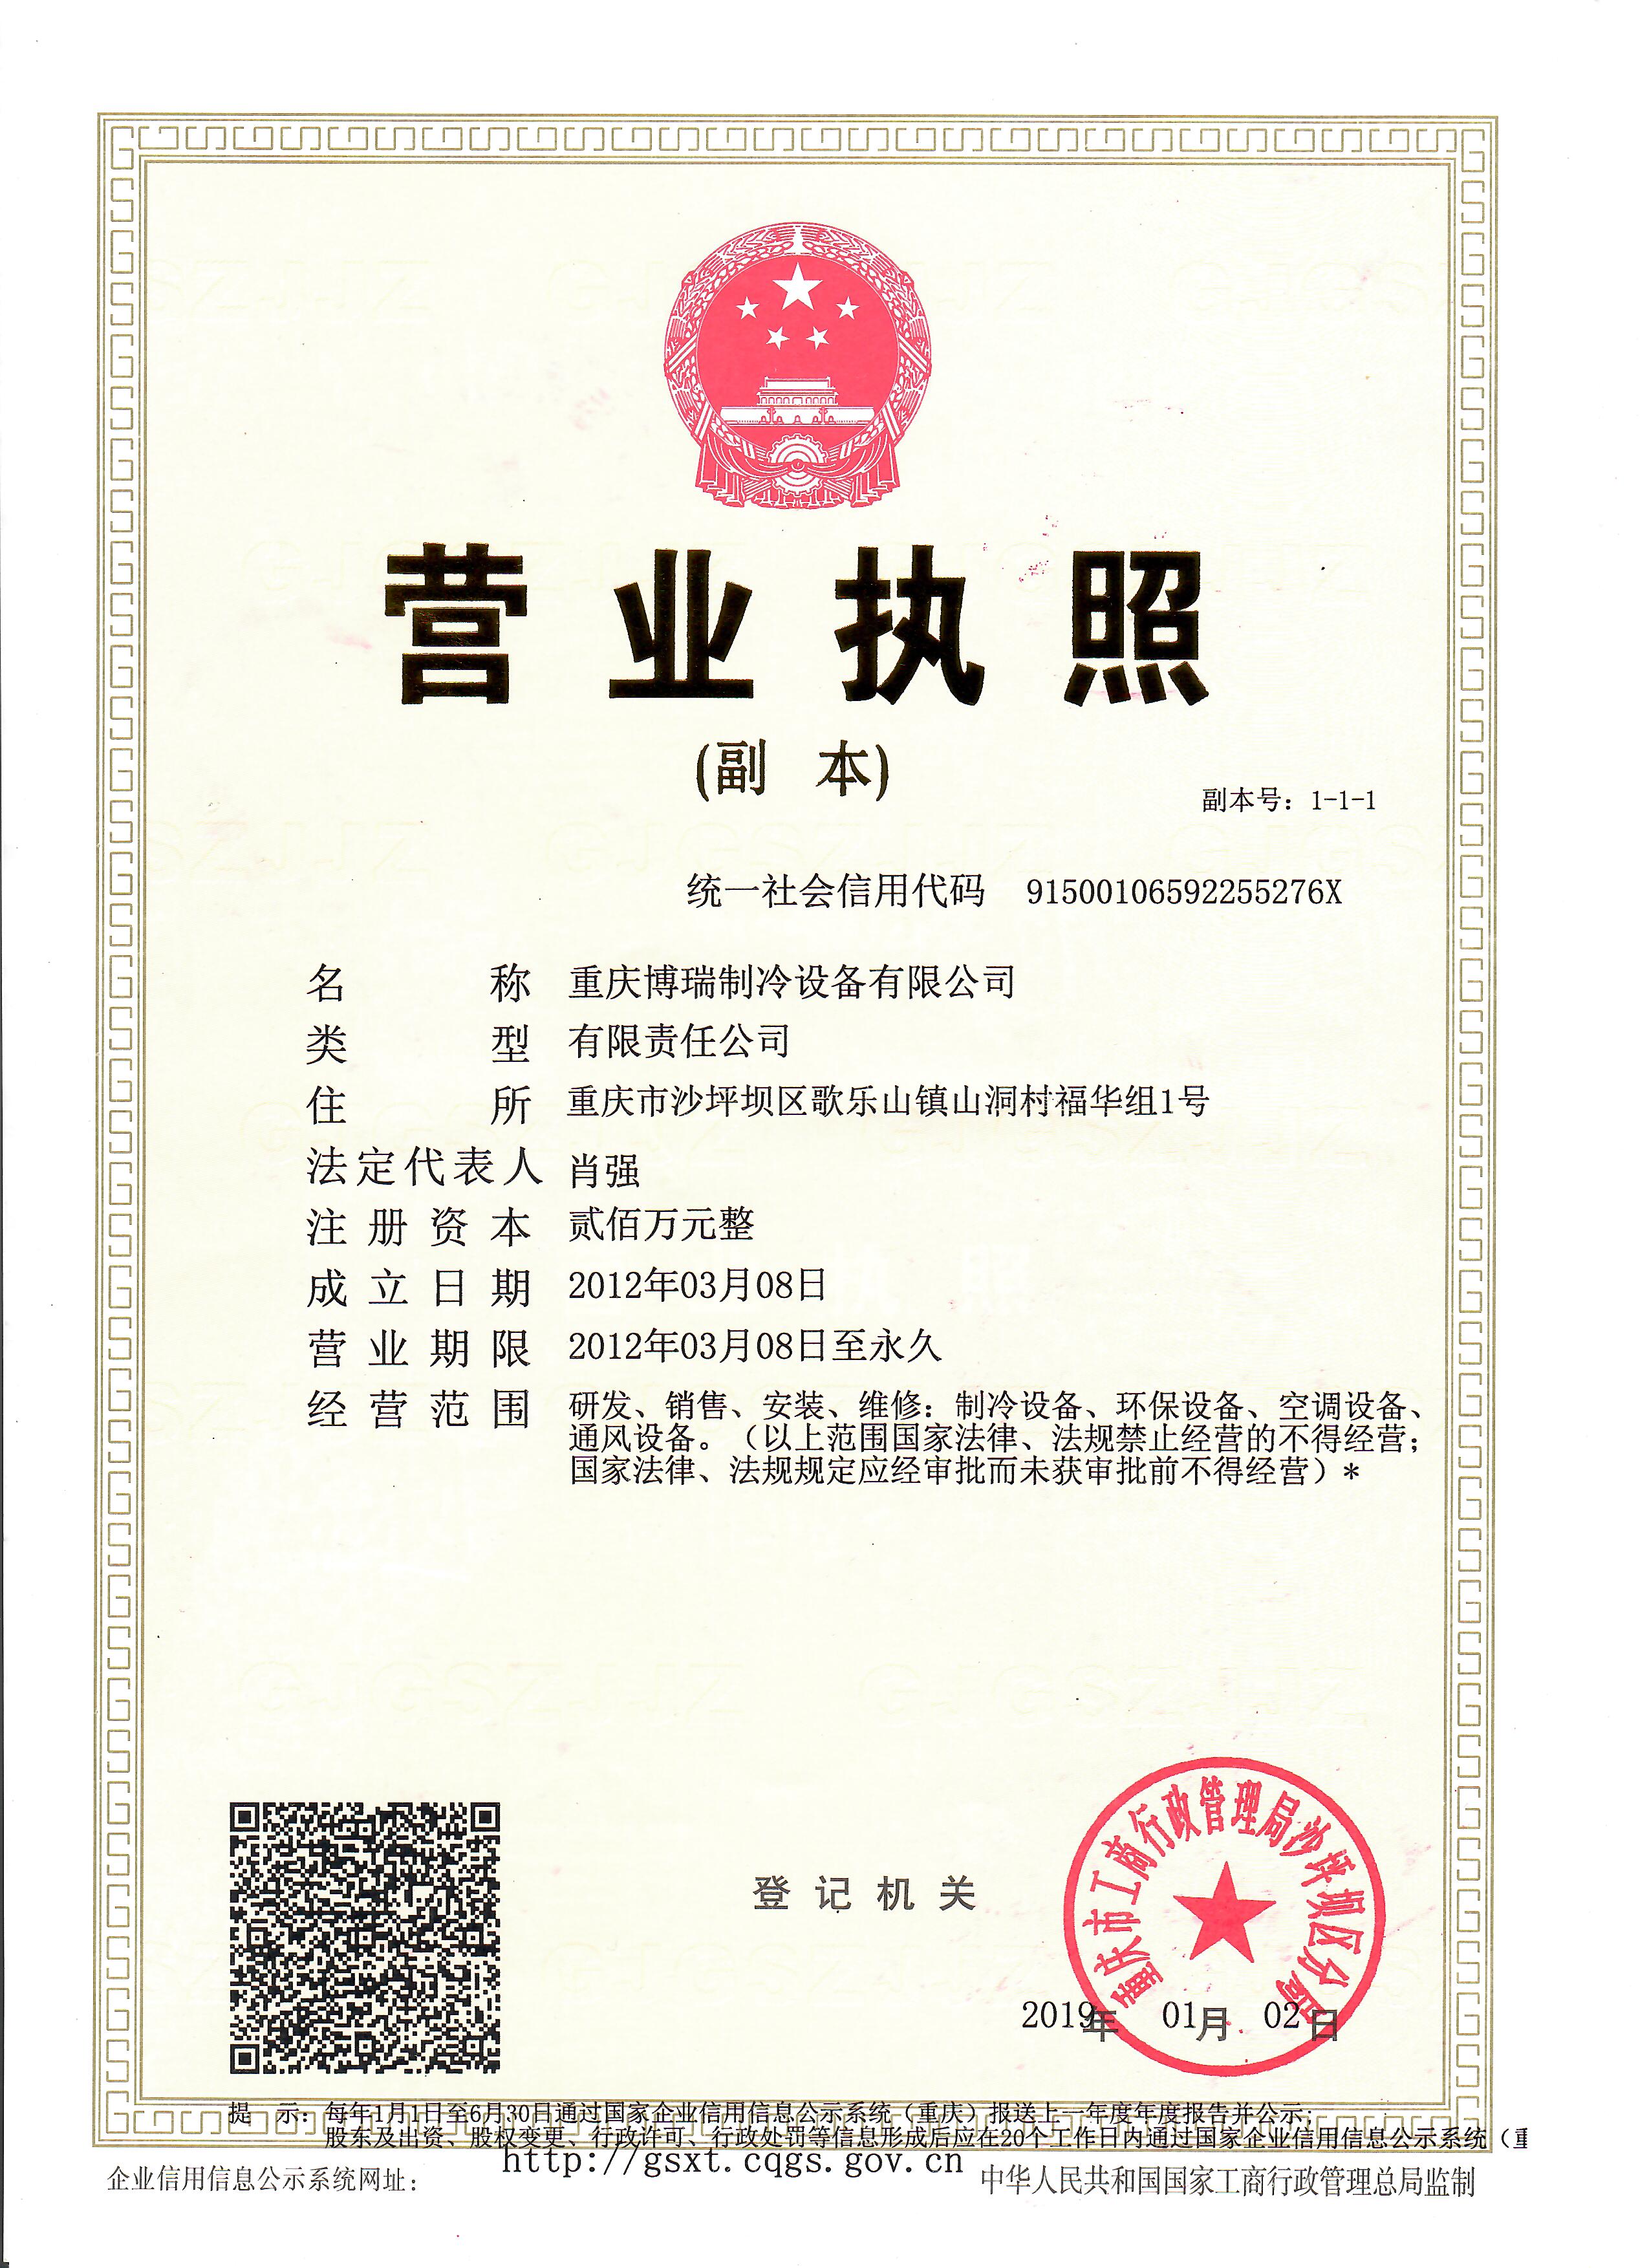 营业执照
(副 本)
副本号：1-1-1
统一社会信用代码 91500106592255276X
名称 重庆博瑞制冷设备有限公司
类型 有限责任公司
住所 重庆市沙坪坝区歌乐山镇山洞村福华组1号
法定代表人 肖强
注册资本 贰佰万元整
成立日期 2012年03月08日
营业期限 2012年03月08日至永久
经营范围 研发、销售、安装、维修：制冷设备、环保设备、空调设备、
通风设备。（以上范围国家法律、法规禁止经营的不得经营；
国家法律、法规规定应经审批而未获审批前不得经营）*
重庆市工商行政管理局沙坪坝区分局
登记机关
2019年 01月 02日
提 示：每年1月1日至6月30日通过国家企业信用信息公示系统（重庆）报送上一年度年度报告并公示;
股东及出资、股权变更、行政许可、行政处罚等信息形成后应在20个工作日内通过国家企业信用信息公示系统（重
企业信用信息公示系统网址： http://gsxt.cqgs.gov.cn 中华人民共和国国家工商行政管理总局监制